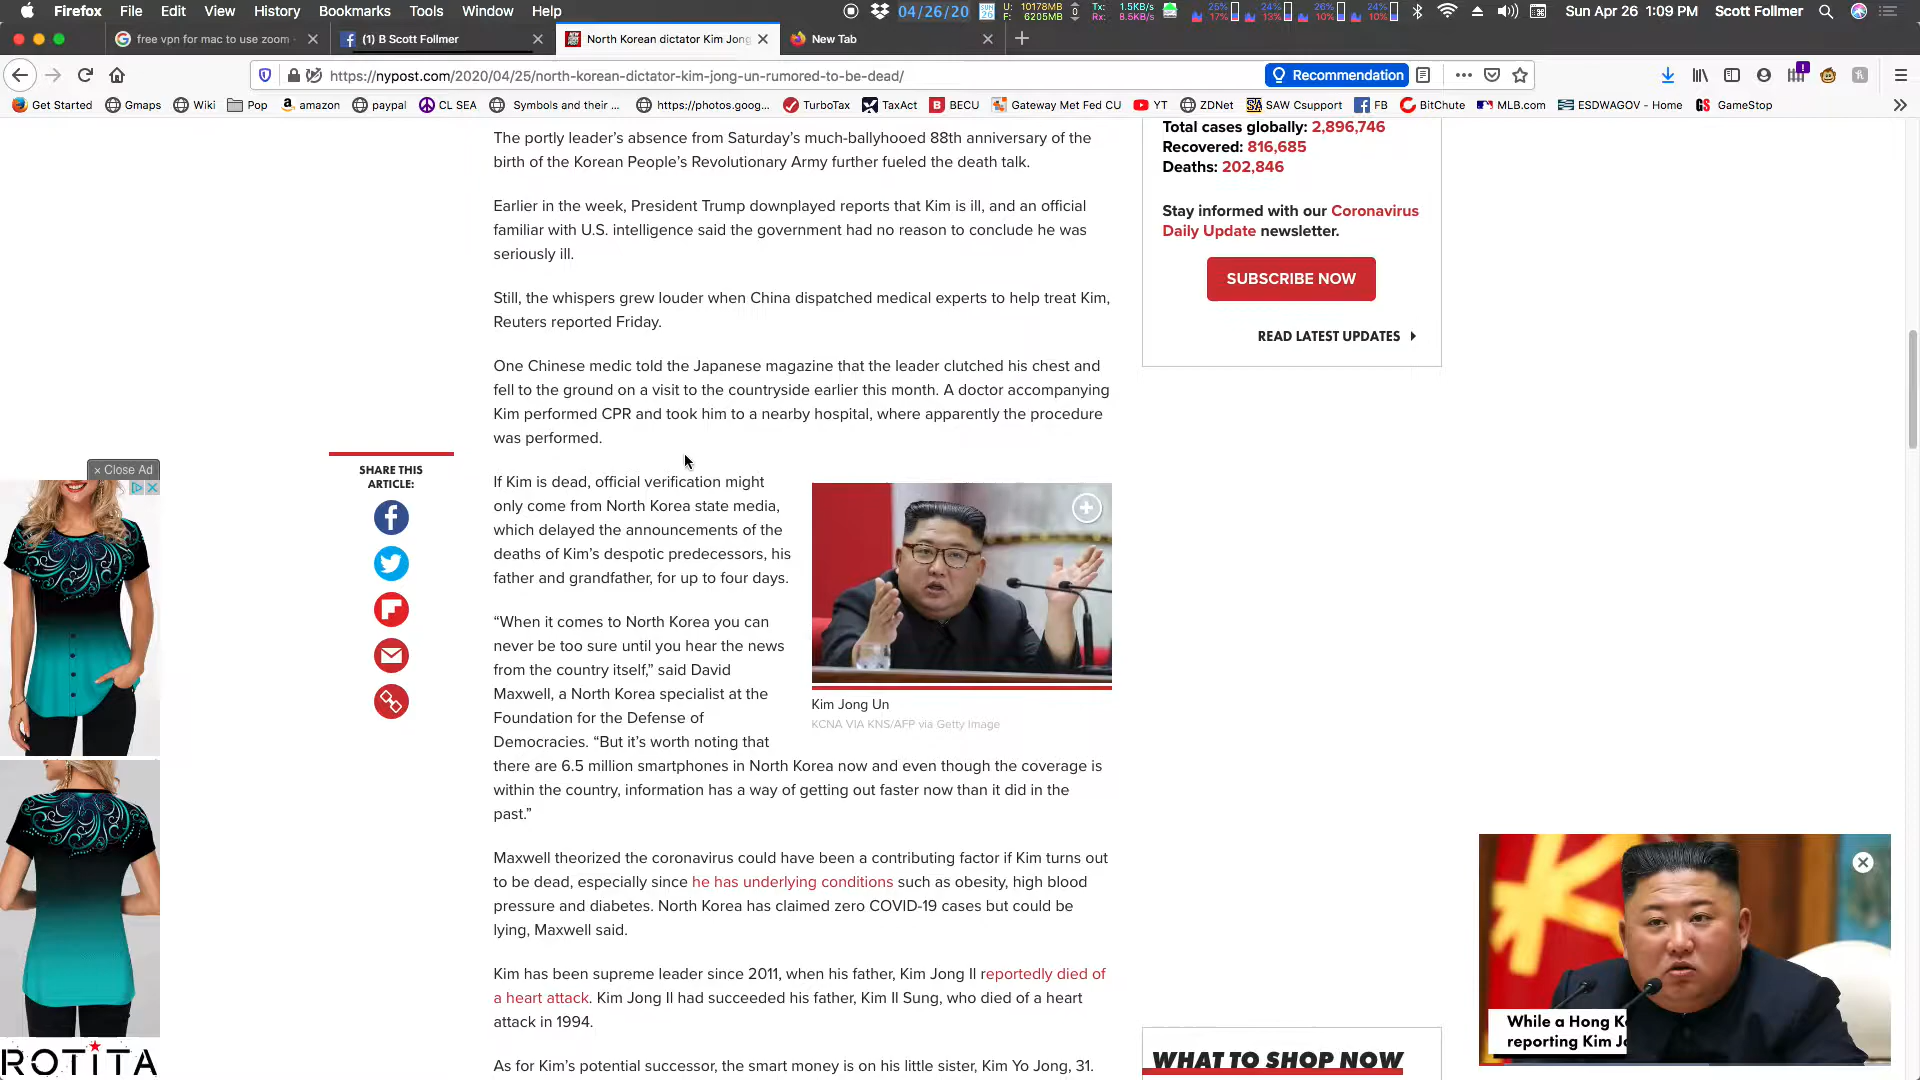 Firefox File Edit View History Bookmarks Tools Window Help
04/26/20
SUN 26
U: 10178MB
F: 6205MB
0
Tx: 1.5KB/s
Rx: 8.5KB/s
25% 17%
24% 13%
26% 10%
24% 10%
Sun Apr 26 1:09 PM Scott Follmer
free vpn for mac to use zoom
(1) B Scott Follmer
North Korean dictator Kim Jong
New Tab
https://nypost.com/2020/04/25/north-korean-dictator-kim-jong-un-rumored-to-be-dead/
Recommendation
Get Started Gmaps Wiki Pop amazon paypal CL SEA Symbols and their ... https://photos.goog... TurboTax TaxAct BECU Gateway Met Fed CU YT ZDNet SAW Csupport FB BitChute MLB.com ESDWAGOV - Home GameStop
The portly leader’s absence from Saturday’s much-ballyhooed 88th anniversary of the
birth of the Korean People’s Revolutionary Army further fueled the death talk.
Earlier in the week, President Trump downplayed reports that Kim is ill, and an official
familiar with U.S. intelligence said the government had no reason to conclude he was
seriously ill.
Still, the whispers grew louder when China dispatched medical experts to help treat Kim,
Reuters reported Friday.
One Chinese medic told the Japanese magazine that the leader clutched his chest and
fell to the ground on a visit to the countryside earlier this month. A doctor accompanying
Kim performed CPR and took him to a nearby hospital, where apparently the procedure
was performed.
If Kim is dead, official verification might
only come from North Korea state media,
which delayed the announcements of the
deaths of Kim’s despotic predecessors, his
father and grandfather, for up to four days.
“When it comes to North Korea you can
never be too sure until you hear the news
from the country itself,” said David
Maxwell, a North Korea specialist at the
Foundation for the Defense of
Democracies. “But it’s worth noting that
there are 6.5 million smartphones in North Korea now and even though the coverage is
within the country, information has a way of getting out faster now than it did in the
past.”
Maxwell theorized the coronavirus could have been a contributing factor if Kim turns out
to be dead, especially since he has underlying conditions such as obesity, high blood
pressure and diabetes. North Korea has claimed zero COVID-19 cases but could be
lying, Maxwell said.
Kim has been supreme leader since 2011, when his father, Kim Jong Il reportedly died of
a heart attack. Kim Jong Il had succeeded his father, Kim Il Sung, who died of a heart
attack in 1994.
As for Kim’s potential successor, the smart money is on his little sister, Kim Yo Jong, 31.
Kim Jong Un
KCNA VIA KNS/AFP via Getty Image
SHARE THIS
ARTICLE:
× Close Ad
ROTITA
Total cases globally: 2,896,746
Recovered: 816,685
Deaths: 202,846
Stay informed with our Coronavirus
Daily Update newsletter.
SUBSCRIBE NOW
READ LATEST UPDATES
WHAT TO SHOP NOW
While a Hong K
reporting Kim J